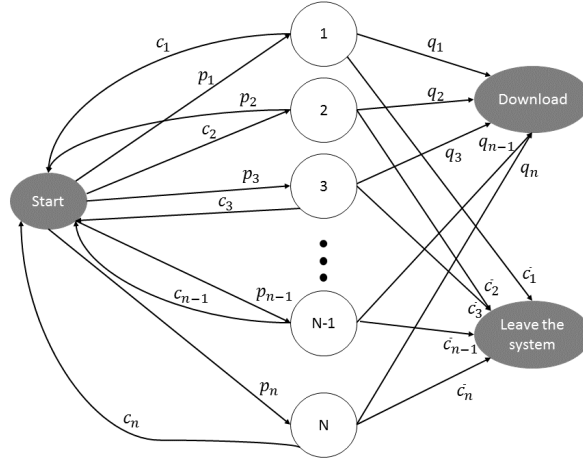 c₁
1
q₁
p₁
p₂
2
q₂
Download
c₂
q₃
qₙ₋₁
qₙ
p₃
3
Start
c₃
ċ₁
ċ₂
ċ₃
cₙ₋₁
pₙ₋₁
N-1
ċₙ₋₁
Leave the
system
pₙ
ċₙ
cₙ
N